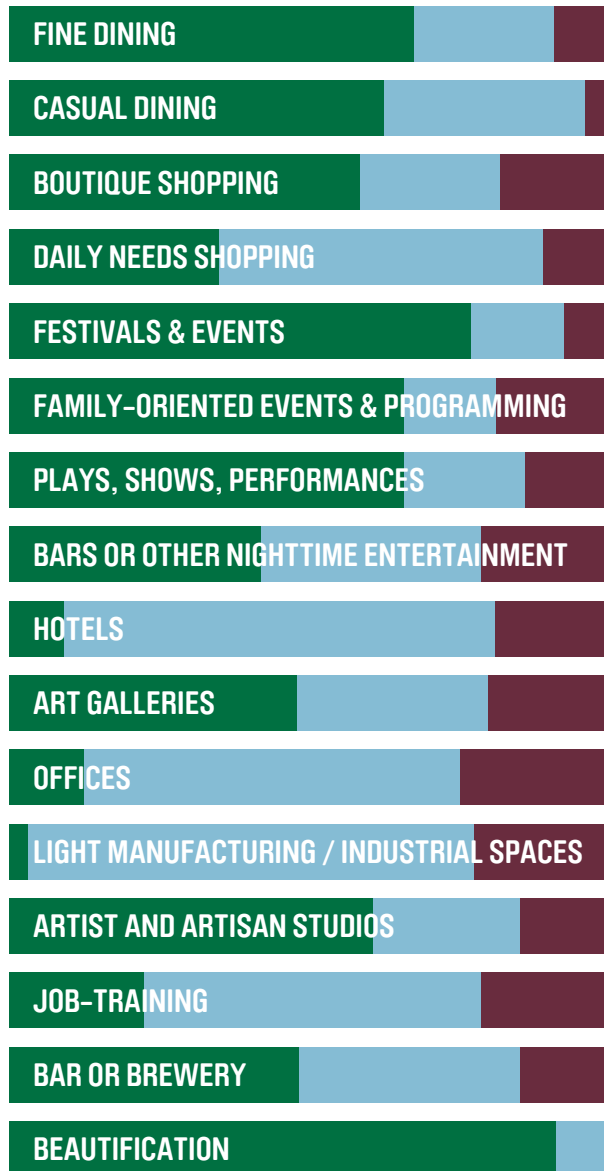 FINE DINING
CASUAL DINING
BOUTIQUE SHOPPING
DAILY NEEDS SHOPPING
FESTIVALS & EVENTS
FAMILY-ORIENTED EVENTS & PROGRAMMING
PLAYS, SHOWS, PERFORMANCES
BARS OR OTHER NIGHTTIME ENTERTAINMENT
HOTELS
ART GALLERIES
OFFICES
LIGHT MANUFACTURING / INDUSTRIAL SPACES
ARTIST AND ARTISAN STUDIOS
JOB-TRAINING
BAR OR BREWERY
BEAUTIFICATION